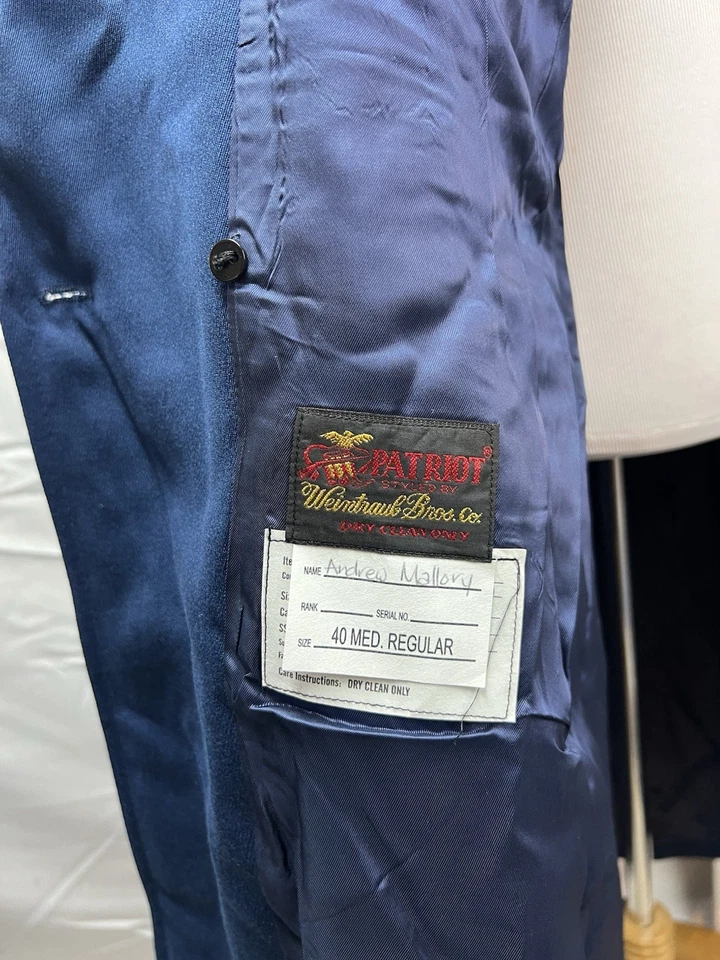 PATRIOT®
STYLED BY
Weintraub Bros. Co.
DRY CLEAN ONLY
NAME Andrew Mallory
RANK SERIAL NO.
SIZE 40 MED. REGULAR
Care Instructions: DRY CLEAN ONLY